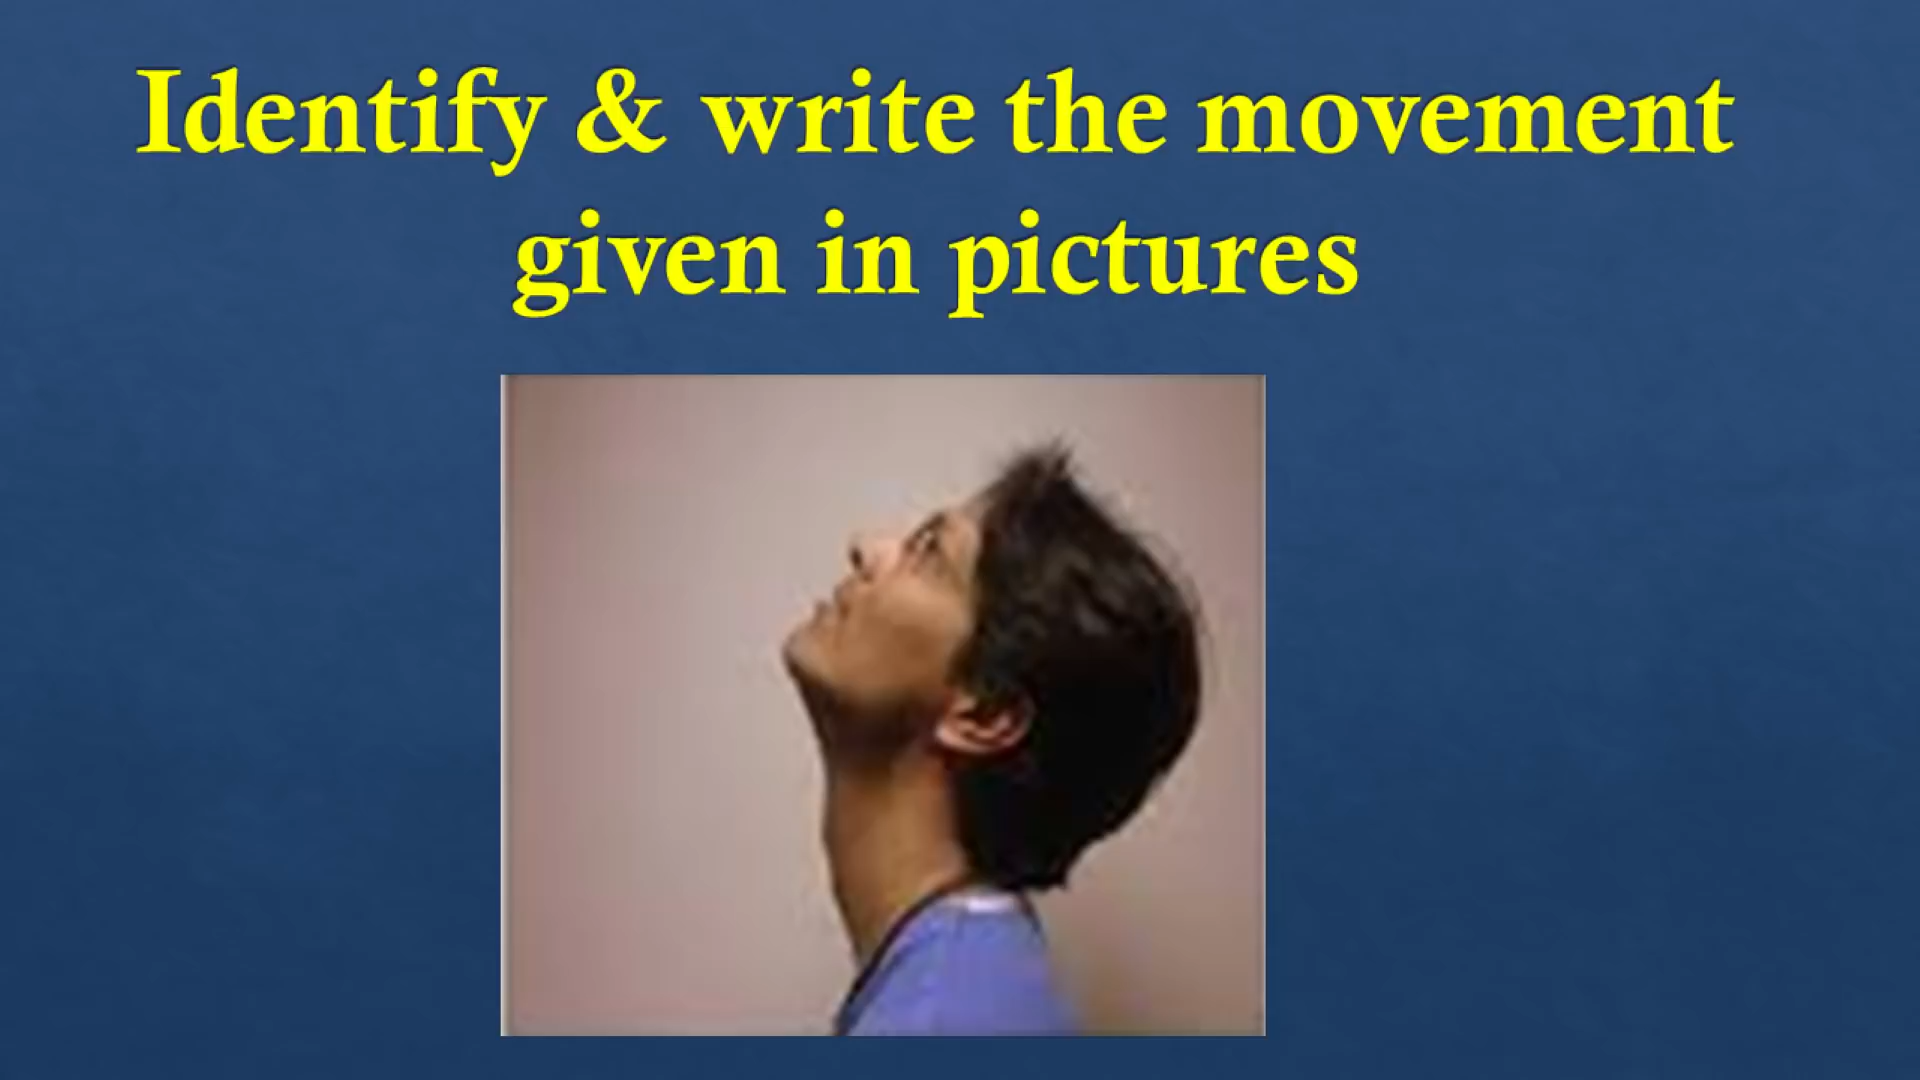 Identify & write the movement
given in pictures